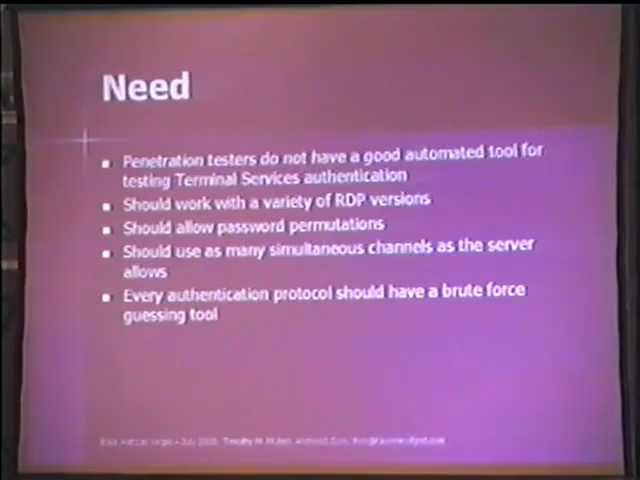 Need
Penetration testers do not have a good automated tool for
testing Terminal Services authentication
Should work with a variety of RDP versions
Should allow password permutations
Should use as many simultaneous channels as the server
allows
Every authentication protocol should have a brute force
guessing tool
Timothy M.